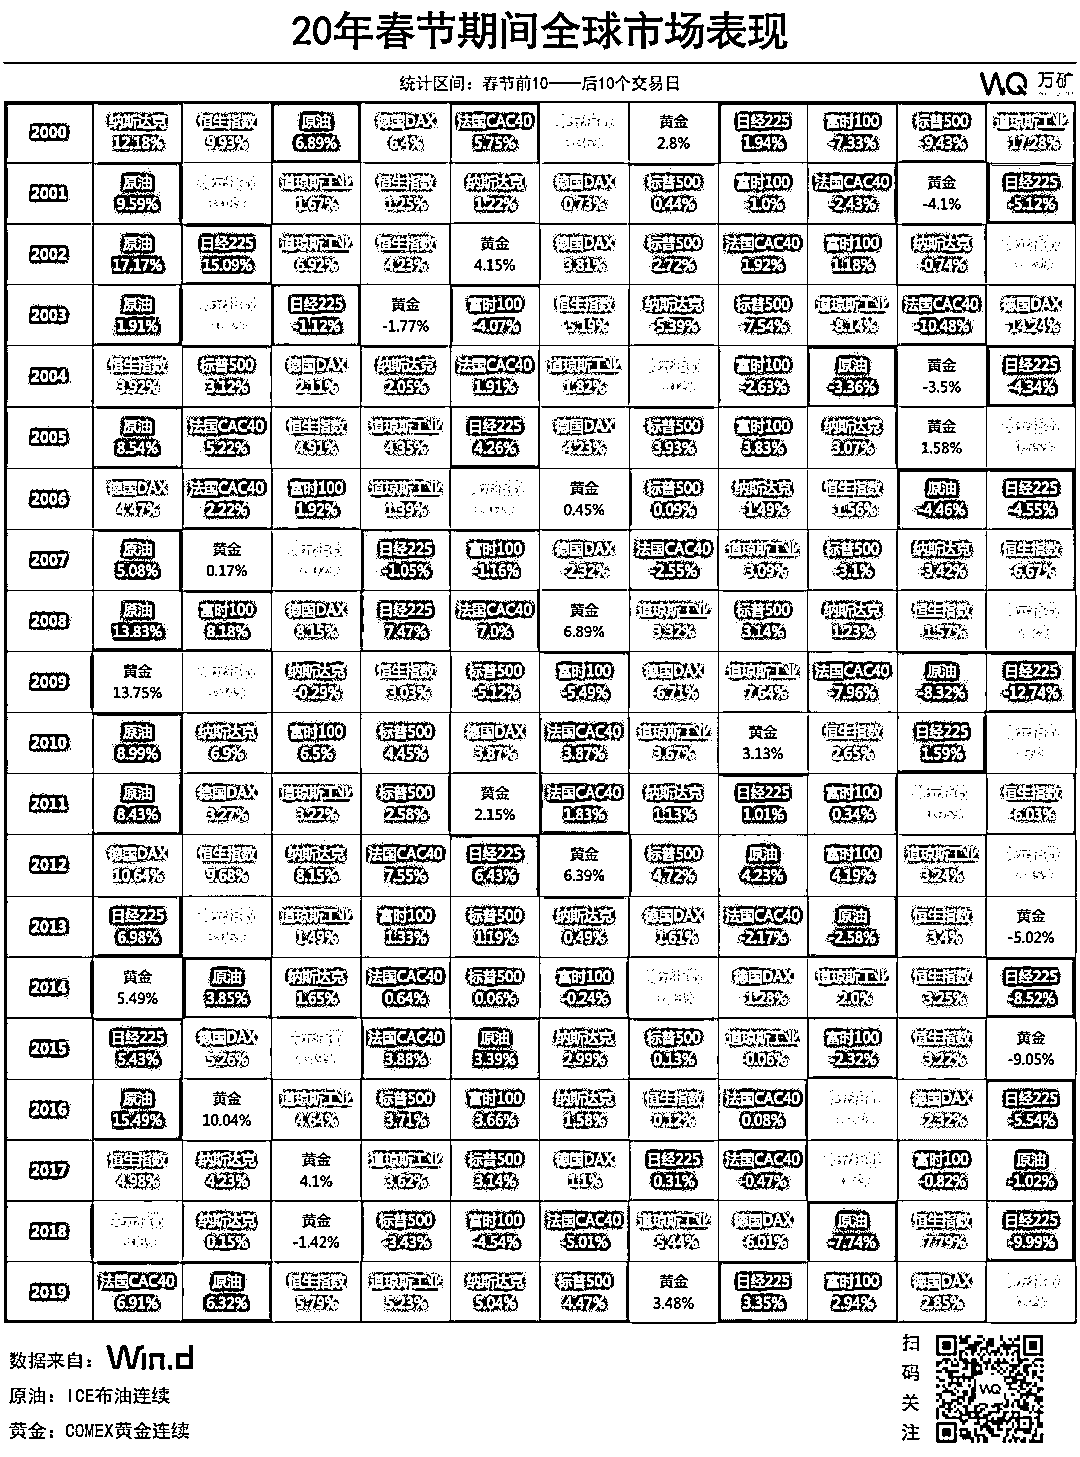 20年春节期间全球市场表现
统计区间：春节前10——后10个交易日
WQ 万矿
2000 纳斯达克 恒生指数 原油 德国DAX 法国CAC40 黄金 日经225 富时100 标普500 道琼斯工业
12.18% 9.93% 6.89% 6.4% 5.75% 2.8% 1.94% -7.33% -9.43% -17.28%
2001 原油 道琼斯工业 恒生指数 纳斯达克 德国DAX 标普500 富时100 法国CAC40 黄金 日经225
9.59% 1.67% 1.25% 1.22% 0.73% 0.44% -1.0% -2.43% -4.1% -5.12%
2002 原油 日经225 道琼斯工业 恒生指数 黄金 德国DAX 标普500 法国CAC40 富时100 纳斯达克
17.17% 15.09% 6.92% 4.23% 4.15% 3.81% 2.72% 1.92% 1.18% -0.74%
2003 原油 日经225 黄金 富时100 恒生指数 纳斯达克 标普500 道琼斯工业 法国CAC40 德国DAX
1.91% -1.12% -1.77% -4.07% -5.19% -5.39% -7.54% -8.14% -10.48% -14.24%
2004 恒生指数 标普500 德国DAX 纳斯达克 法国CAC40 道琼斯工业 富时100 原油 黄金 日经225
3.92% 3.12% 2.11% 2.05% 1.91% 1.82% -2.63% -3.36% -3.5% -4.34%
2005 原油 法国CAC40 恒生指数 道琼斯工业 日经225 德国DAX 标普500 富时100 纳斯达克 黄金
8.54% 5.22% 4.91% 4.35% 4.26% 4.23% 3.93% 3.83% 3.07% 1.58%
2006 德国DAX 法国CAC40 富时100 道琼斯工业 黄金 标普500 纳斯达克 恒生指数 原油 日经225
4.47% 2.22% 1.92% 1.39% 0.45% 0.09% -1.49% -1.56% -4.46% -4.55%
2007 原油 黄金 日经225 富时100 德国DAX 法国CAC40 道琼斯工业 标普500 纳斯达克 恒生指数
5.08% 0.17% -1.05% -1.16% -2.32% -2.55% -3.09% -3.1% -3.42% -6.67%
2008 原油 富时100 德国DAX 日经225 法国CAC40 黄金 道琼斯工业 标普500 纳斯达克 恒生指数
13.83% 8.18% 8.15% 7.47% 7.0% 6.89% 3.32% 3.14% 1.23% -1.57%
2009 黄金 纳斯达克 恒生指数 标普500 富时100 德国DAX 道琼斯工业 法国CAC40 原油 日经225
13.75% -0.29% -3.03% -5.12% -5.49% -6.71% -7.64% -7.96% -8.32% -12.74%
2010 原油 纳斯达克 富时100 标普500 德国DAX 法国CAC40 道琼斯工业 黄金 恒生指数 日经225
8.99% 6.9% 6.5% 4.45% 3.87% 3.87% 3.67% 3.13% 2.65% 1.59%
2011 原油 德国DAX 道琼斯工业 标普500 黄金 法国CAC40 纳斯达克 日经225 富时100
8.43% 3.27% 3.22% 2.58% 2.15% 1.83% 1.13% 1.01% 0.34% -6.03%
2012 德国DAX 恒生指数 纳斯达克 法国CAC40 日经225 黄金 标普500 原油 富时100 道琼斯工业
10.64% 9.68% 8.15% 7.55% 6.43% 6.39% 4.72% 4.23% 4.19% 3.24%
2013 日经225 道琼斯工业 富时100 标普500 纳斯达克 德国DAX 法国CAC40 原油 恒生指数 黄金
6.98% 1.49% 1.33% 1.19% 0.49% -1.61% -2.17% -2.58% -3.4% -5.02%
2014 黄金 原油 纳斯达克 法国CAC40 标普500 富时100 德国DAX 道琼斯工业 恒生指数 日经225
5.49% 3.85% 1.65% 0.64% 0.06% -0.24% -1.28% -2.0% -3.25% -8.52%
2015 日经225 德国DAX 法国CAC40 原油 纳斯达克 标普500 道琼斯工业 富时100 恒生指数 黄金
5.43% 5.26% 3.88% 3.39% 2.99% 0.13% -0.06% -2.32% -3.22% -9.05%
2016 原油 黄金 道琼斯工业 标普500 富时100 纳斯达克 恒生指数 法国CAC40 德国DAX 日经225
15.49% 10.04% 4.64% 3.71% 3.66% 1.58% 0.12% 0.08% -2.32% -5.54%
2017 恒生指数 纳斯达克 黄金 道琼斯工业 标普500 德国DAX 日经225 法国CAC40 富时100 原油
4.98% 4.23% 4.1% 3.62% 3.14% 1.1% 0.31% -0.47% -0.82% -1.02%
2018 纳斯达克 黄金 标普500 富时100 法国CAC40 道琼斯工业 德国DAX 原油 恒生指数 日经225
0.15% -1.42% -3.43% -4.54% -5.01% -5.44% -6.01% -7.74% -7.79% -9.99%
2019 法国CAC40 原油 恒生指数 道琼斯工业 纳斯达克 标普500 黄金 日经225 富时100 德国DAX
6.91% 6.32% 5.79% 5.23% 5.04% 4.47% 3.48% 3.35% 2.94% 2.85%
数据来自：Win.d
原油：ICE布油连续
黄金：COMEX黄金连续
扫码关注
WQ